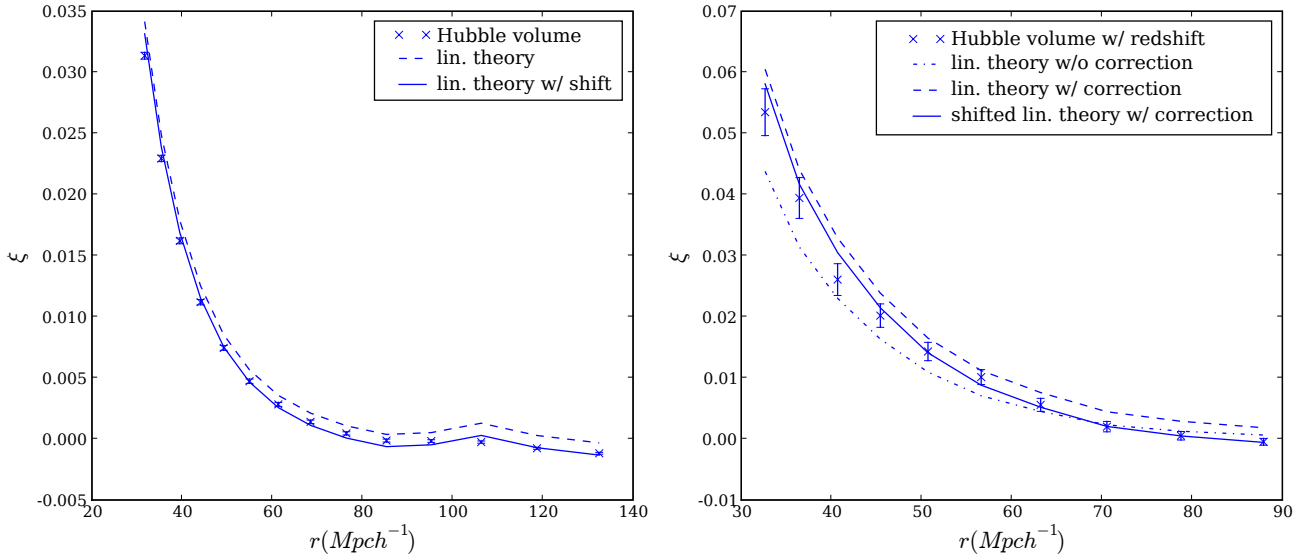 0.035
0.030
0.025
0.020
0.015
0.010
0.005
0.000
-0.005
ξ
20 40 60 80 100 120 140
r(Mpch⁻¹)
Hubble volume
lin. theory
lin. theory w/ shift
0.07
0.06
0.05
0.04
0.03
0.02
0.01
0.00
-0.01
ξ
30 40 50 60 70 80 90
r(Mpch⁻¹)
Hubble volume w/ redshift
lin. theory w/o correction
lin. theory w/ correction
shifted lin. theory w/ correction